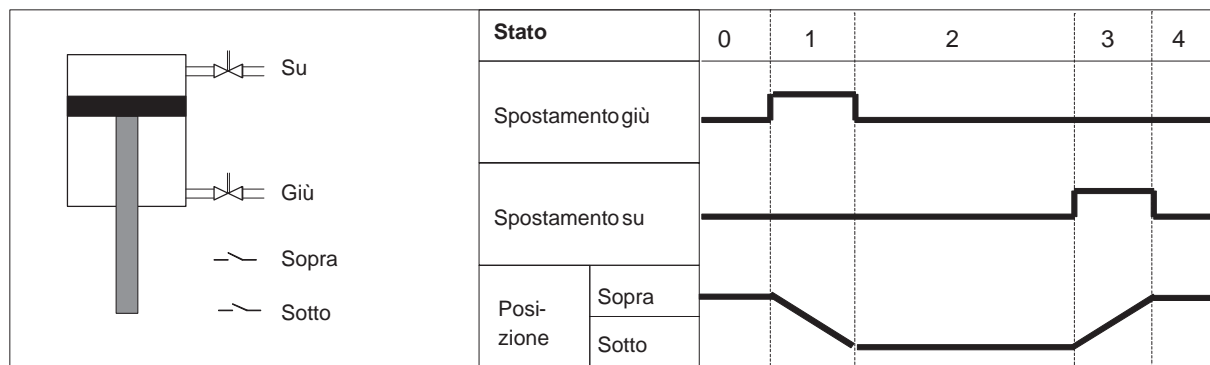 Su
Giù
Sopra
Sotto
Stato 0 1 2 3 4
Spostamento giù
Spostamento su
Posi-
zione
Sopra
Sotto